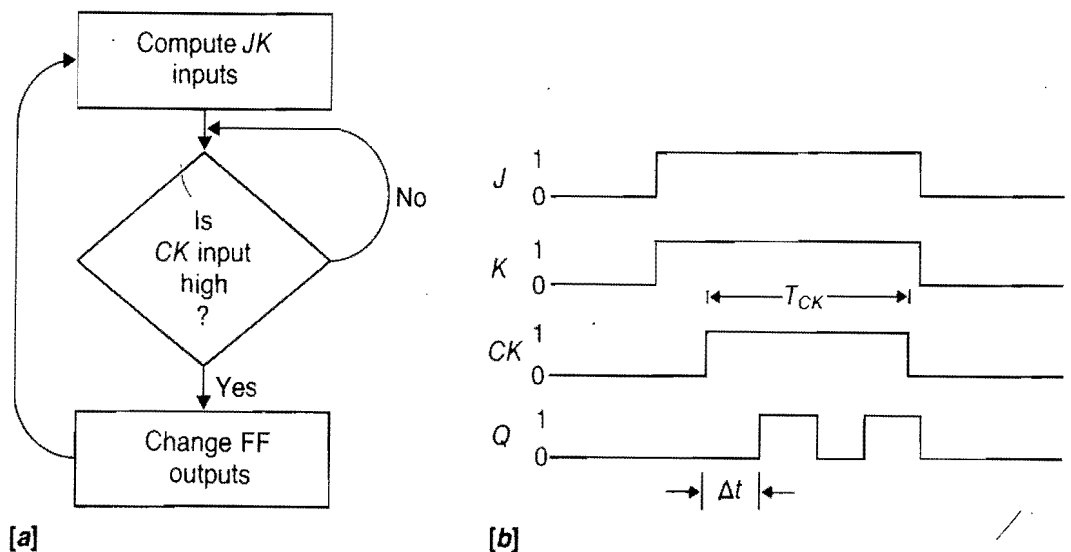 Compute JK
inputs
Is
CK input
high
?
No
Yes
Change FF
outputs
[a]
J
1
0
K
1
0
T_CK
CK
1
0
Q
1
0
Δt
[b]